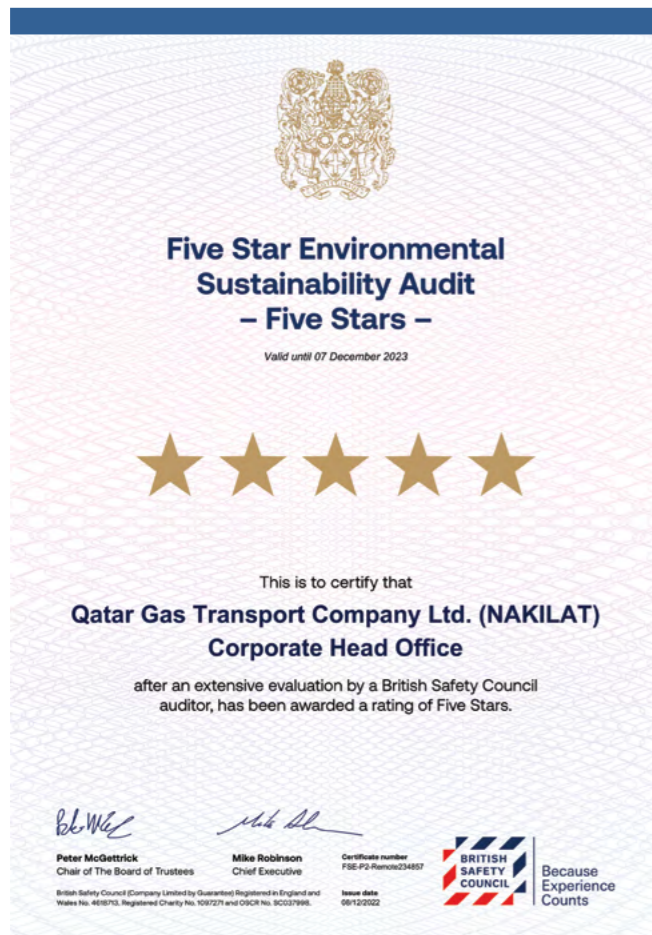 Five Star Environmental
Sustainability Audit
– Five Stars –
Valid until 07 December 2023
This is to certify that
Qatar Gas Transport Company Ltd. (NAKILAT)
Corporate Head Office
after an extensive evaluation by a British Safety Council
auditor, has been awarded a rating of Five Stars.
Peter McGettrick
Chair of The Board of Trustees
Mike Robinson
Chief Executive
Certificate number
FSE-P2-Remote234857
British Safety Council (Company Limited by Guarantee) Registered in England and
Wales No. 4618713, Registered Charity No. 1097271 and OSCR No. SC037998.
Issue date
08/12/2022
BRITISH
SAFETY
COUNCIL
Because
Experience
Counts